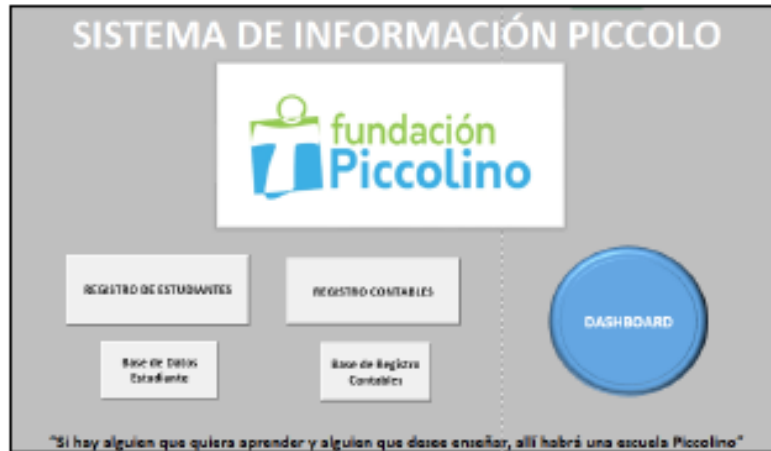 SISTEMA DE INFORMACIÓN PICCOLO
fundación
Piccolino
REGISTRO DE ESTUDIANTES
REGISTRO CONTABLES
DASHBOARD
Base de Datos
Estudiante
Base de Registro
Contables
"Si hay alguien que quiera aprender y alguien que desee enseñar, allí habrá una escuela Piccolino"